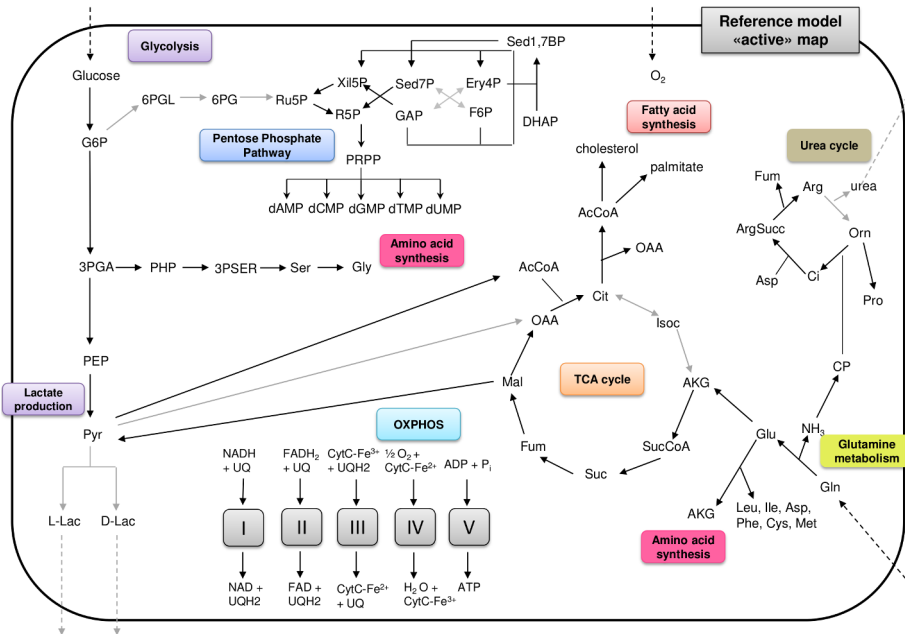 Reference model
«active» map
Glycolysis
Sed1,7BP
Glucose
O₂
6PGL
6PG
Ru5P
Xil5P
Sed7P
Ery4P
R5P
GAP
F6P
DHAP
G6P
Pentose Phosphate
Pathway
PRPP
dAMP
dCMP
dGMP
dTMP
dUMP
Fatty acid
synthesis
cholesterol
palmitate
AcCoA
OAA
Urea cycle
Fum
Arg
urea
ArgSucc
Orn
Asp
Ci
Pro
3PGA
PHP
3PSER
Ser
Gly
Amino acid
synthesis
AcCoA
Cit
OAA
Isoc
PEP
Mal
TCA cycle
AKG
CP
Lactate
production
Pyr
OXPHOS
Fum
SucCoA
Suc
Glu
NH₃
Glutamine
metabolism
Gln
AKG
Leu, Ile, Asp,
Phe, Cys, Met
Amino acid
synthesis
L-Lac
D-Lac
NADH
+ UQ
FADH₂
+ UQ
CytC-Fe³⁺
+ UQH2
½ O₂ +
CytC-Fe²⁺
ADP + Pᵢ
I
II
III
IV
V
NAD +
UQH2
FAD +
UQH2
CytC-Fe²⁺
+ UQ
H₂O +
CytC-Fe³⁺
ATP